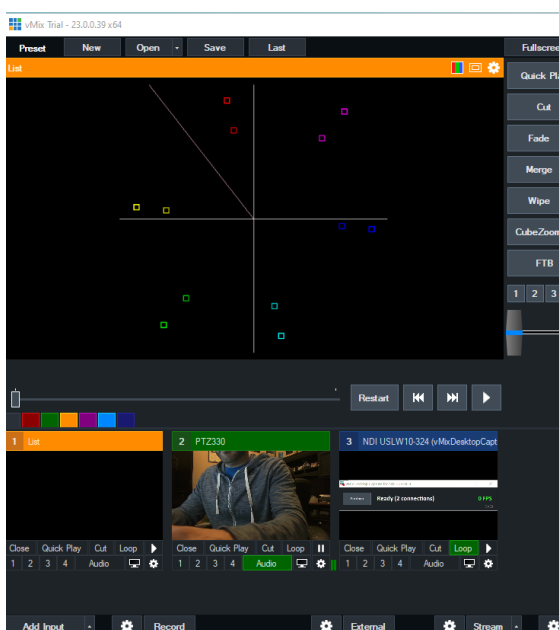 vMix Trial - 23.0.0.39 x64
Preset New Open Save Last Fullscre
List
Quick Pl
Cut
Fade
Merge
Wipe
CubeZoom
FTB
1 2 3
Restart
1 List
2 PTZ330
3 NDI USLW10-324 (vMixDesktopCapt
Ready (2 connections)
Close Quick Play Cut Loop
1 2 3 4 Audio
Close Quick Play Cut Loop
1 2 3 4 Audio
Close Quick Play Cut Loop
1 2 3 4 Audio
Add Input Record External Stream